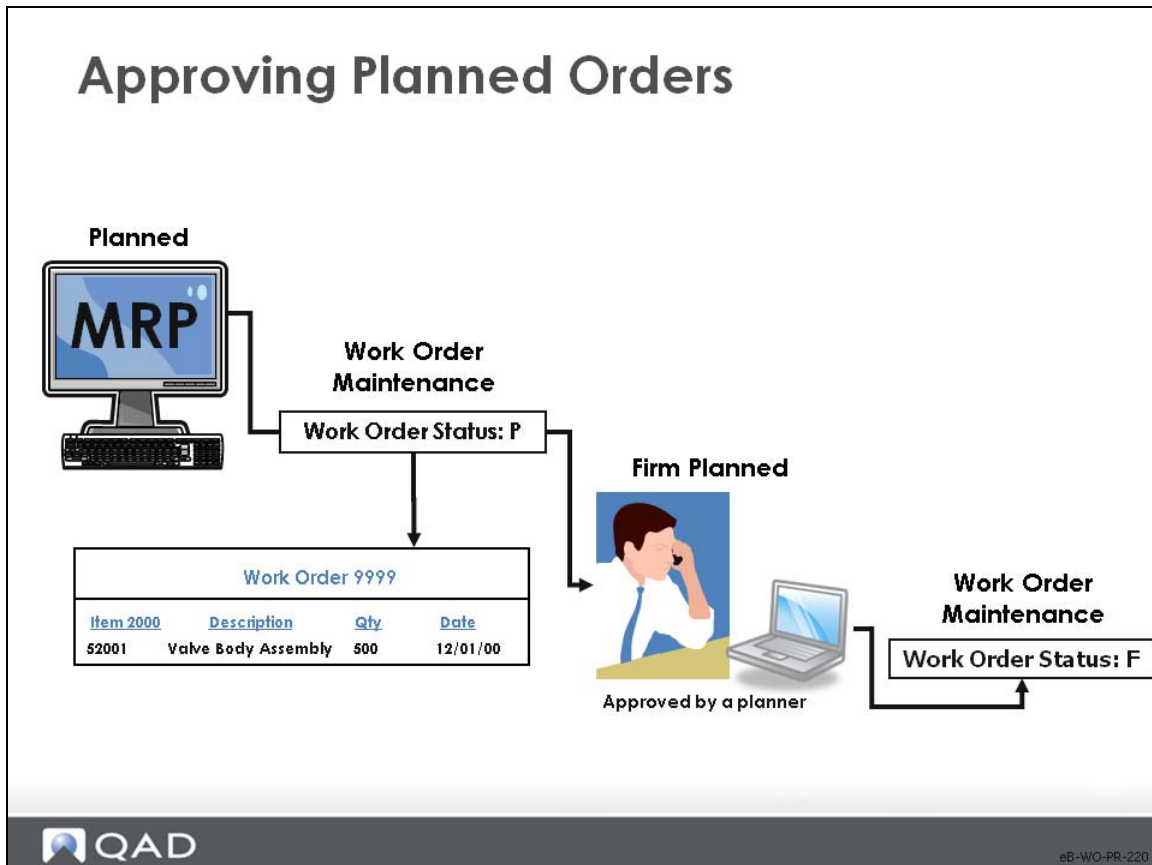 Approving Planned Orders
Planned
MRP
Work Order
Maintenance
Work Order Status: P
Work Order 9999
Item 2000 Description Qty Date
52001 Valve Body Assembly 500 12/01/00
Firm Planned
Approved by a planner
Work Order
Maintenance
Work Order Status: F
QAD
eB-WO-PR-220